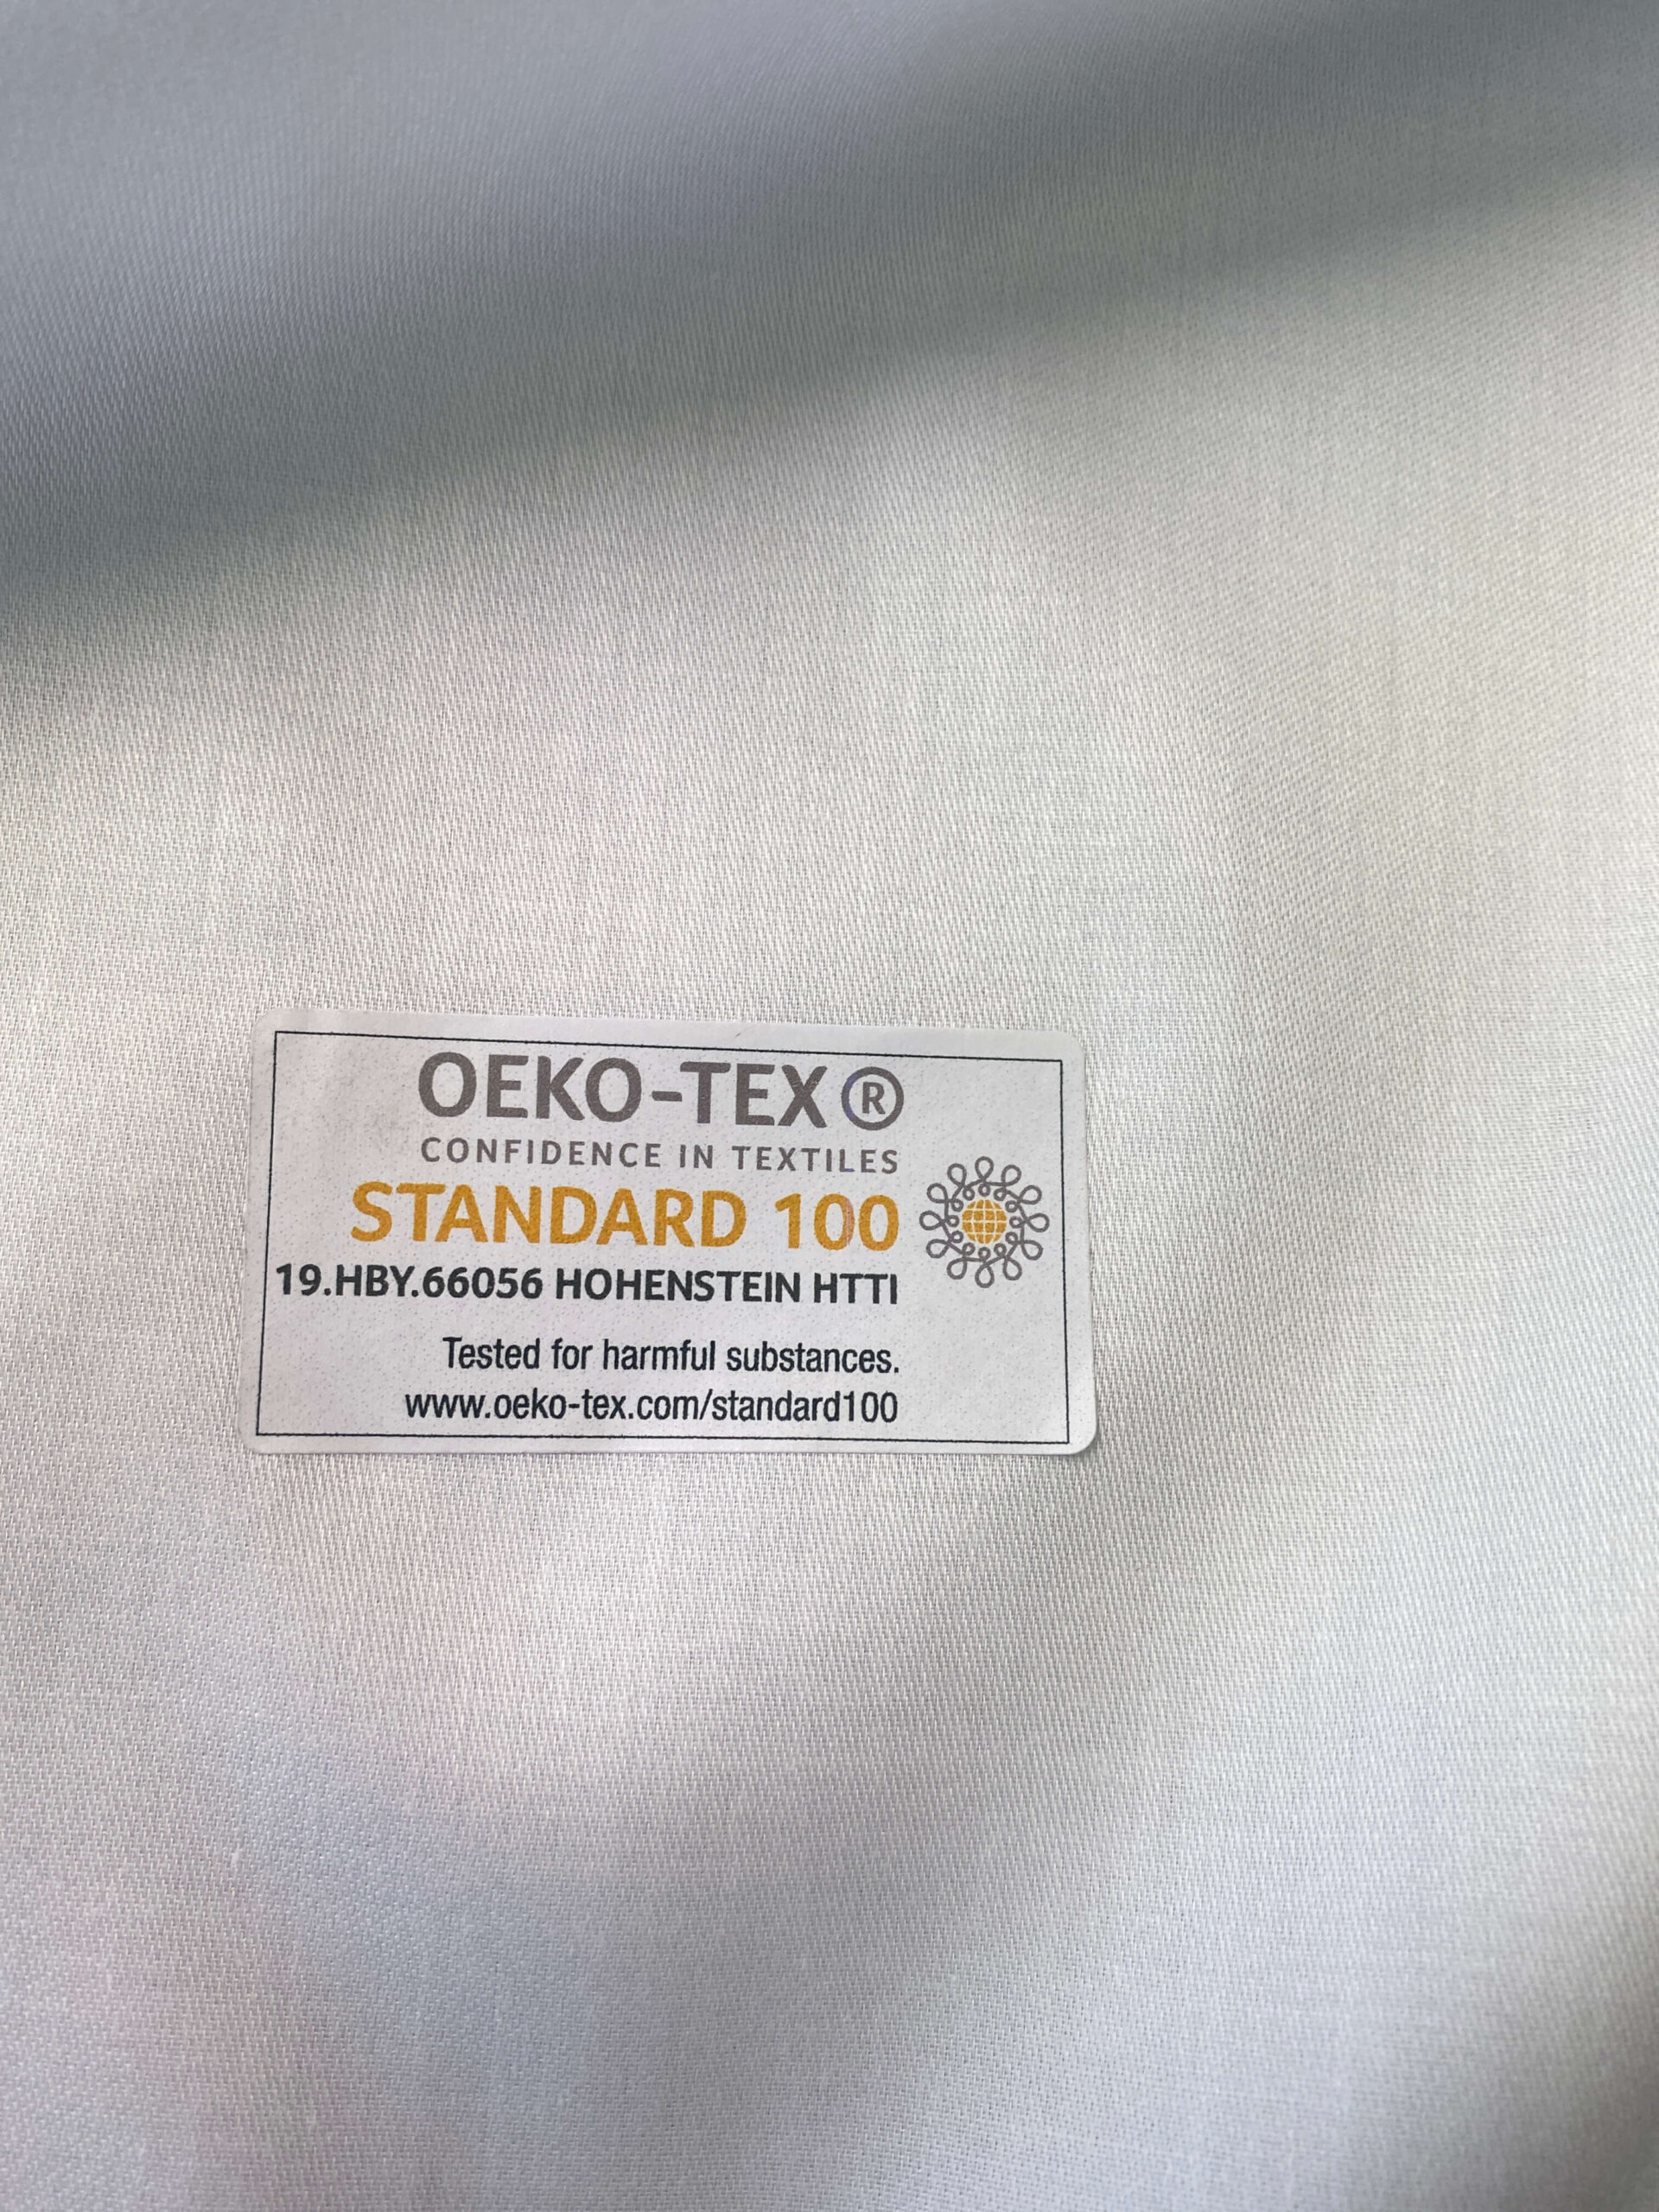 OEKO-TEX®
CONFIDENCE IN TEXTILES
STANDARD 100
19.HBY.66056 HOHENSTEIN HTTI
Tested for harmful substances.
www.oeko-tex.com/standard100